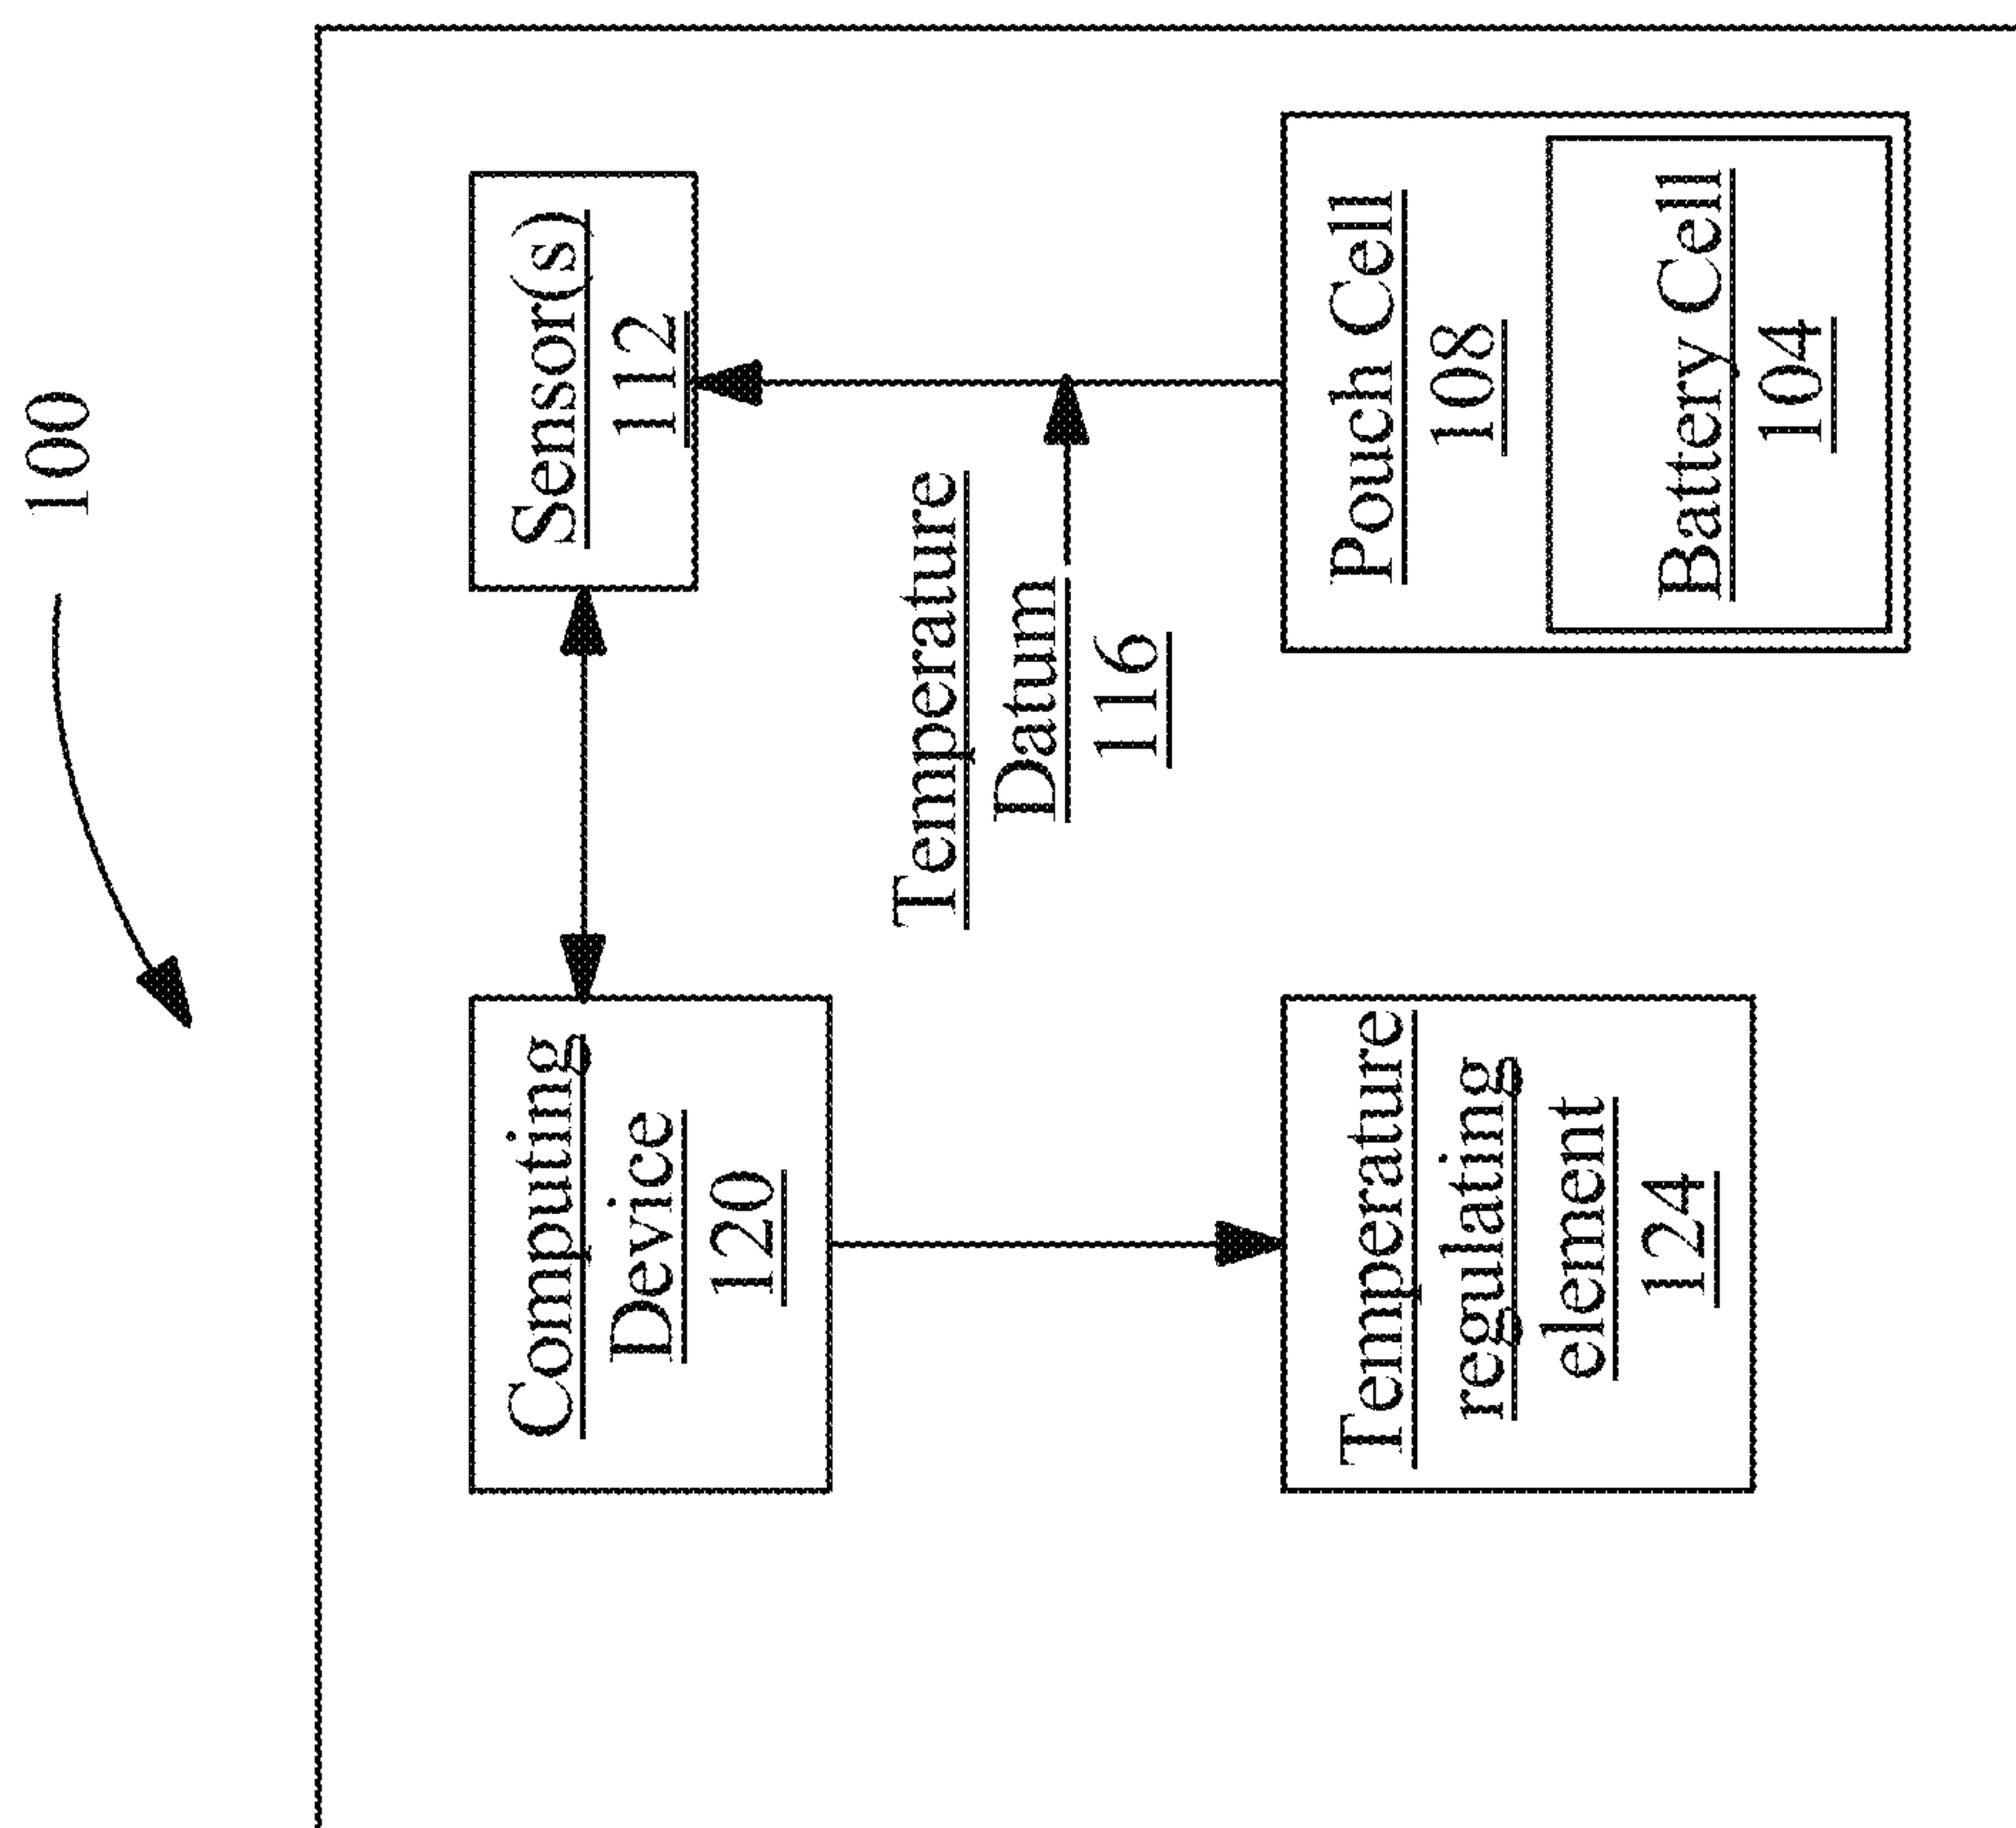 100
Computing
Device
120
Sensor(s)
112
Temperature
Datum
116
Temperature
regulating
element
124
Pouch Cell
108
Battery Cell
104